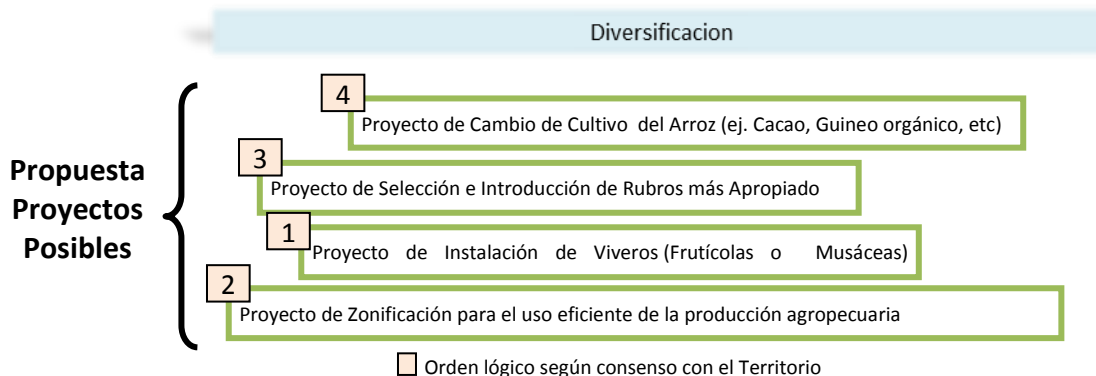 Diversificacion
4
Proyecto de Cambio de Cultivo del Arroz (ej. Cacao, Guineo orgánico, etc)
3
Proyecto de Selección e Introducción de Rubros más Apropiado
Propuesta
Proyectos
Posibles
1
Proyecto de Instalación de Viveros (Frutícolas o Musáceas)
2
Proyecto de Zonificación para el uso eficiente de la producción agropecuaria
Orden lógico según consenso con el Territorio